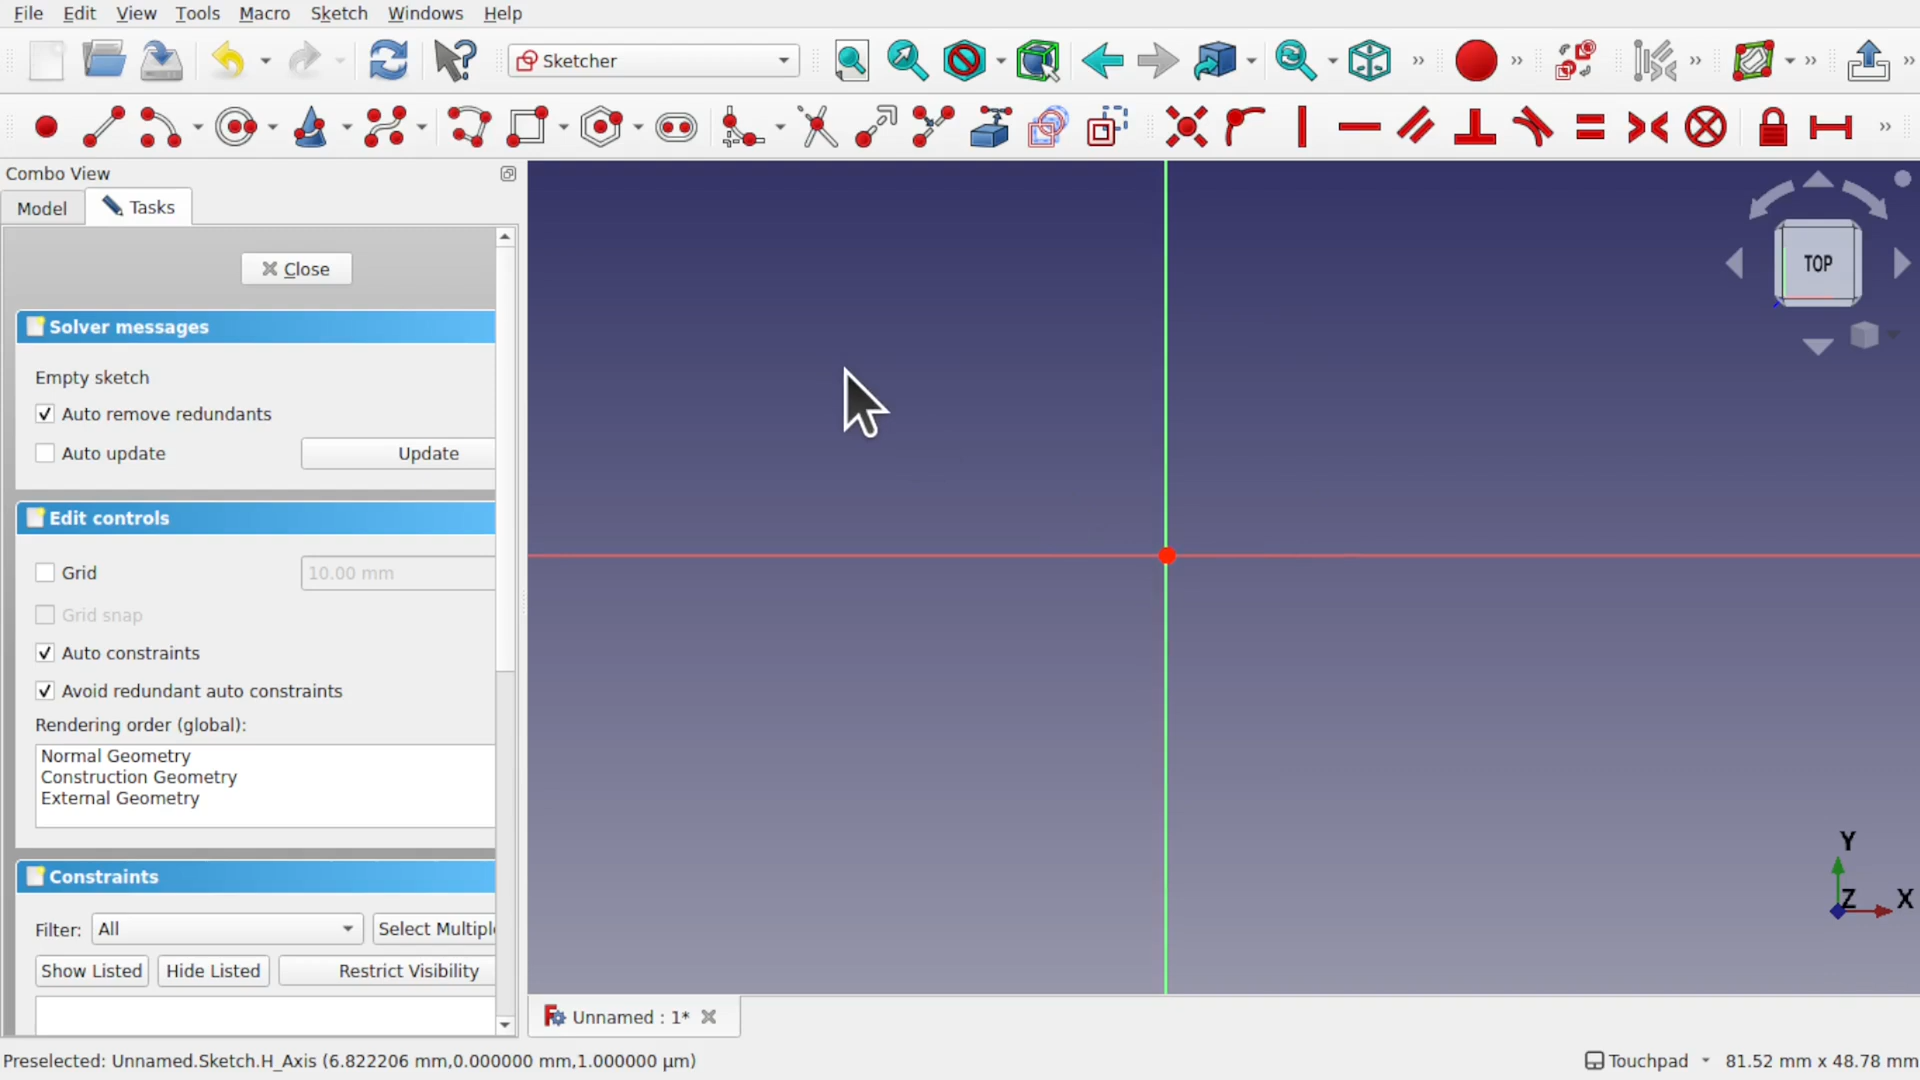 File Edit View Tools Macro Sketch Windows Help
Sketcher
Combo View
Model Tasks
Close
Solver messages
Empty sketch
Auto remove redundants
Auto update Update
Edit controls
Grid 10.00 mm
Grid snap
Auto constraints
Avoid redundant auto constraints
Rendering order (global):
Normal Geometry
Construction Geometry
External Geometry
Constraints
Filter: All Select Multipl
Show Listed Hide Listed Restrict Visibility
TOP
Y
Z X
Unnamed : 1*
Preselected: Unnamed.Sketch.H_Axis (6.822206 mm,0.000000 mm,1.000000 μm) Touchpad 81.52 mm x 48.78 mm